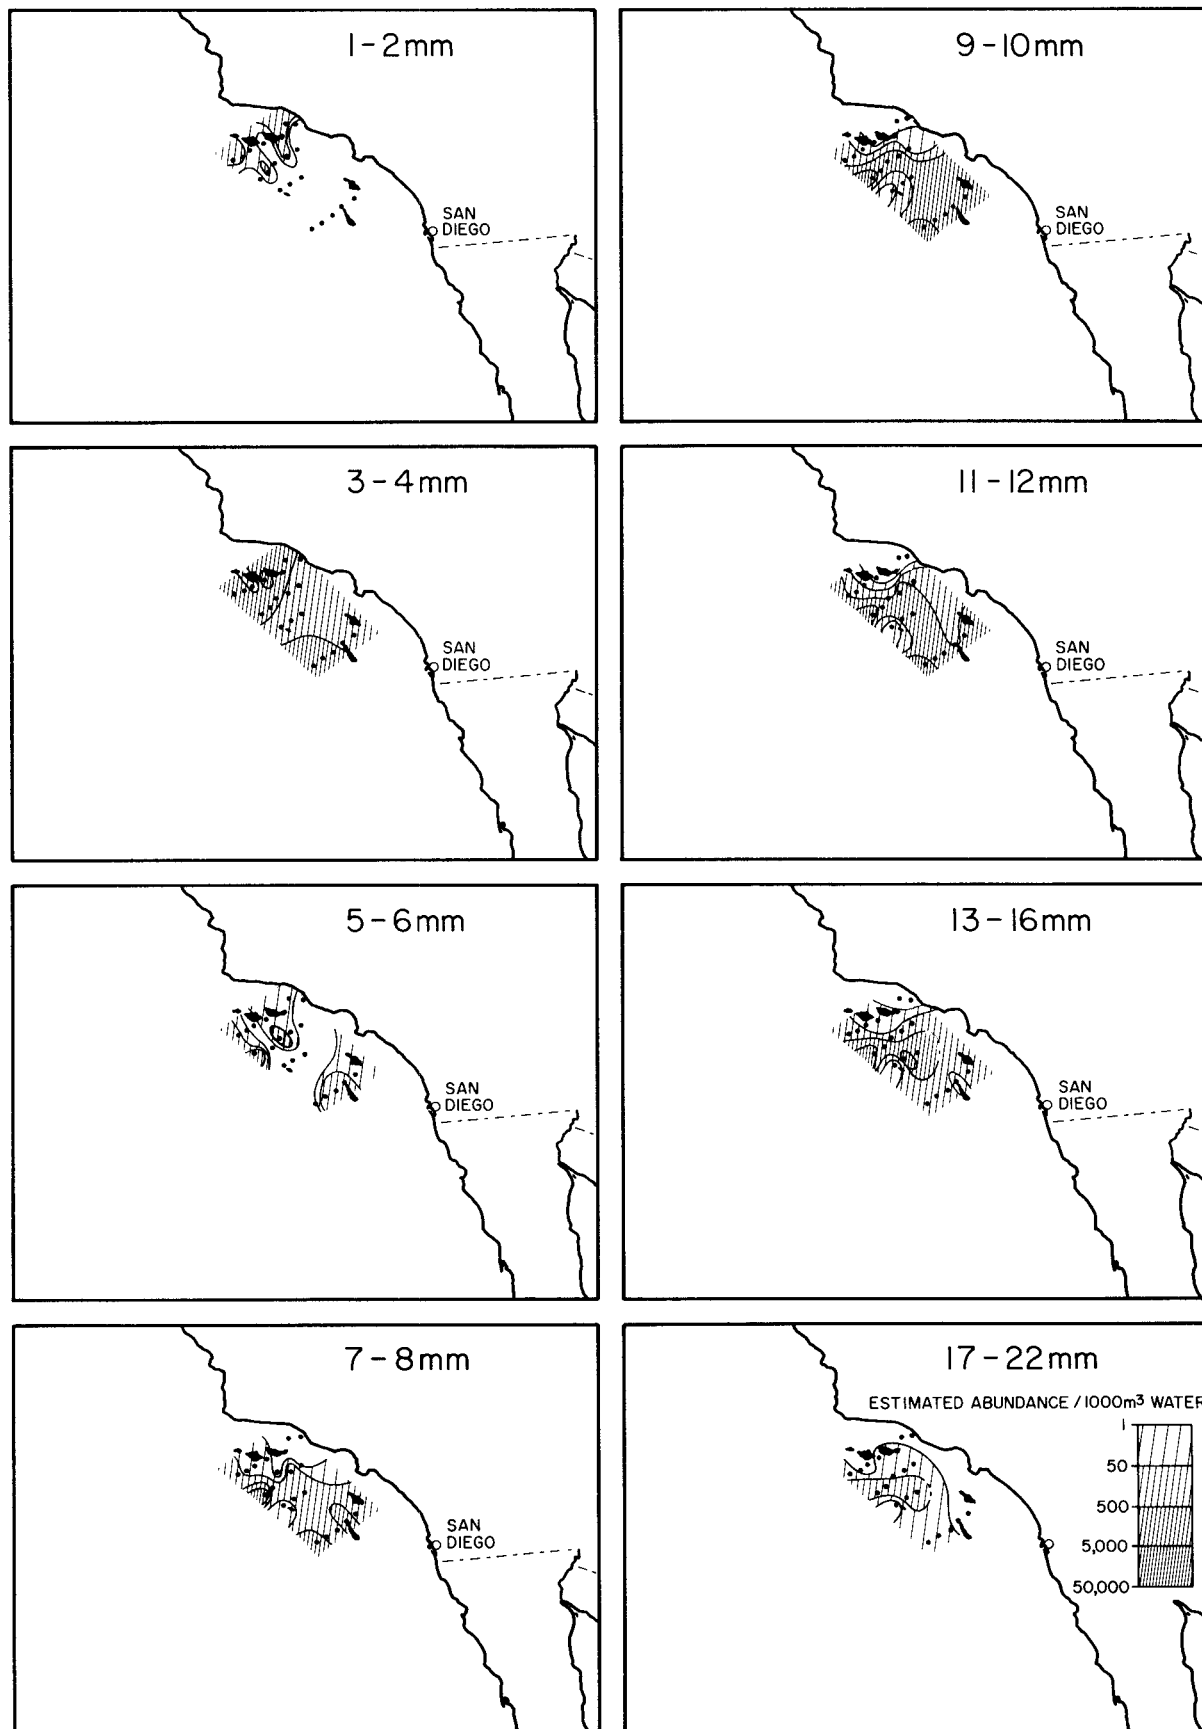 1-2mm
SAN
DIEGO
9-10mm
SAN
DIEGO
3-4mm
SAN
DIEGO
11-12mm
SAN
DIEGO
5-6mm
SAN
DIEGO
13-16mm
SAN
DIEGO
7-8mm
SAN
DIEGO
17-22mm
ESTIMATED ABUNDANCE / 1000m³ WATER
1
50
500
5,000
50,000